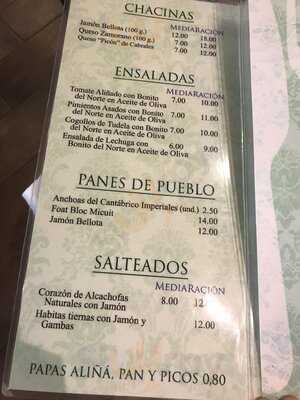 CHACINAS
MEDIA RACIÓN
Jamón Bellota (100 g.) 12.00 18.00
Queso Zamorano (100 g.) 7.00 12.00
Queso "Picón" de Cabrales 7.00 12.00
ENSALADAS
MEDIA RACIÓN
Tomate Aliñado con Bonito
del Norte en Aceite de Oliva 7.00 10.00
Pimientos Asados con Bonito
del Norte en Aceite de Oliva 7.00 11.00
Cogollos de Tudela con Bonito
del Norte en Aceite de Oliva 7.00 10.00
Ensalada de Lechuga con
Bonito del Norte en Aceite de Oliva 6.00 9.00
PANES DE PUEBLO
Anchoas del Cantábrico Imperiales (und.) 2.50
Foat Bloc Micuit 14.00
Jamón Bellota 12.00
SALTEADOS
MEDIA RACIÓN
Corazón de Alcachofas
Naturales con Jamón 8.00 12
Habitas tiernas con Jamón y
Gambas 12.00
PAPAS ALIÑÁ, PAN Y PICOS 0,80